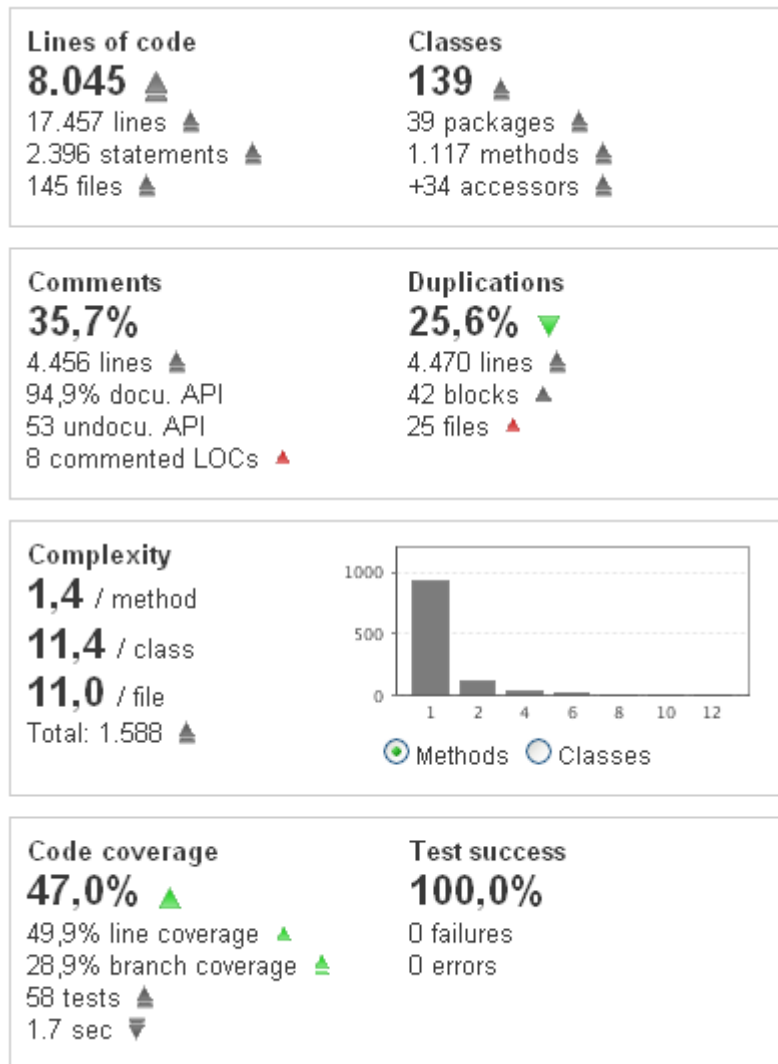 Lines of code
8.045
17.457 lines
2.396 statements
145 files
Classes
139
39 packages
1.117 methods
+34 accessors
Comments
35,7%
4.456 lines
94,9% docu. API
53 undocu. API
8 commented LOCs
Duplications
25,6%
4.470 lines
42 blocks
25 files
Complexity
1,4 / method
11,4 / class
11,0 / file
Total: 1.588
1000
500
0
1 2 4 6 8 10 12
Methods Classes
Code coverage
47,0%
49,9% line coverage
28,9% branch coverage
58 tests
1.7 sec
Test success
100,0%
0 failures
0 errors